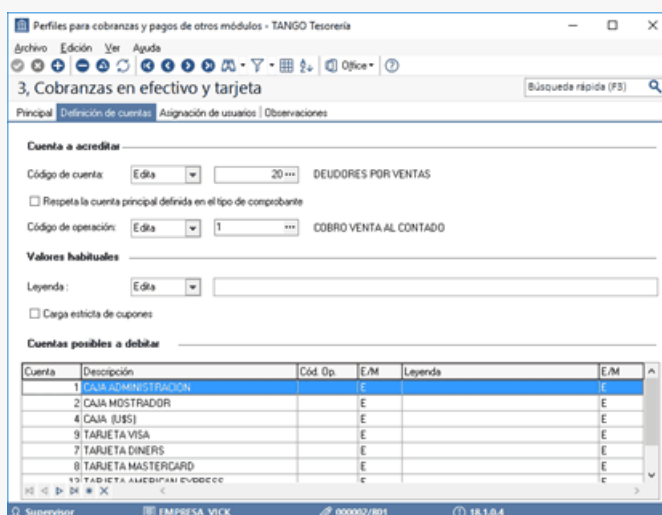 Perfiles para cobranzas y pagos de otros módulos - TANGO Tesorería
Archivo Edición Ver Ayuda
Office
3, Cobranzas en efectivo y tarjeta
Búsqueda rápida (F3)
Principal Definición de cuentas Asignación de usuarios Observaciones
Cuenta a acreditar
Código de cuenta: Edita 20 ... DEUDORES POR VENTAS
Respeta la cuenta principal definida en el tipo de comprobante
Código de operación: Edita 1 ... COBRO VENTA AL CONTADO
Valores habituales
Leyenda : Edita
Carga estricta de cupones
Cuentas posibles a debitar
Cuenta Descripción Cód. Op. E/M Leyenda E/M
1 CAJA ADMINISTRACION E E
2 CAJA MOSTRADOR E E
4 CAJA (U$S) E E
9 TARJETA VISA E E
7 TARJETA DINERS E E
8 TARJETA MASTERCARD E E
12 TARJETA AMERICAN EXPRESS E E
Supervisor EMPRESA_VICK 000002/801 18.1.0.4